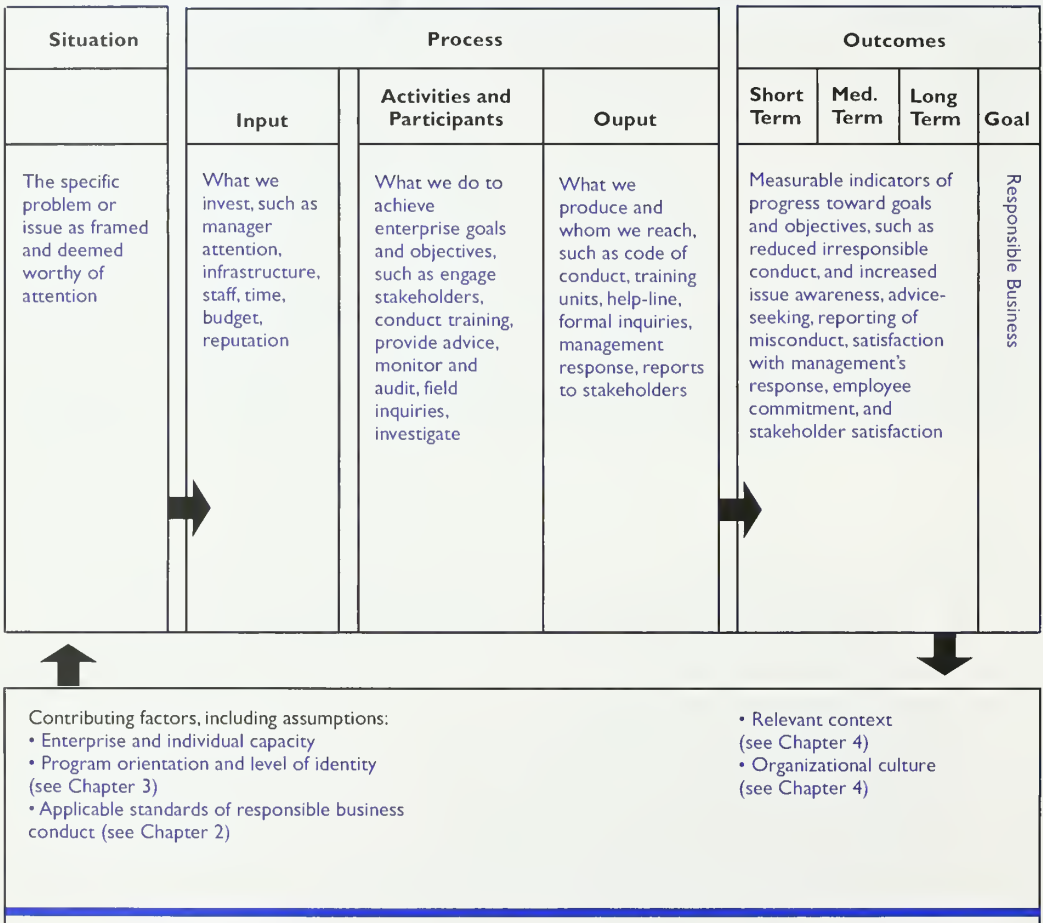 Situation
Process
Outcomes
Input
Activities and
Participants
Ouput
Short
Term
Med.
Term
Long
Term
Goal
The specific
problem or
issue as framed
and deemed
worthy of
attention
What we
invest, such as
manager
attention,
infrastructure,
staff, time,
budget,
reputation
What we do to
achieve
enterprise goals
and objectives,
such as engage
stakeholders,
conduct training,
provide advice,
monitor and
audit, field
inquiries,
investigate
What we
produce and
whom we reach,
such as code of
conduct, training
units, help-line,
formal inquiries,
management
response, reports
to stakeholders
Measurable indicators of
progress toward goals
and objectives, such as
reduced irresponsible
conduct, and increased
issue awareness, advice-
seeking, reporting of
misconduct, satisfaction
with management's
response, employee
commitment, and
stakeholder satisfaction
Responsible Business
Contributing factors, including assumptions:
• Enterprise and individual capacity
• Program orientation and level of identity
(see Chapter 3)
• Applicable standards of responsible business
conduct (see Chapter 2)
• Relevant context
(see Chapter 4)
• Organizational culture
(see Chapter 4)